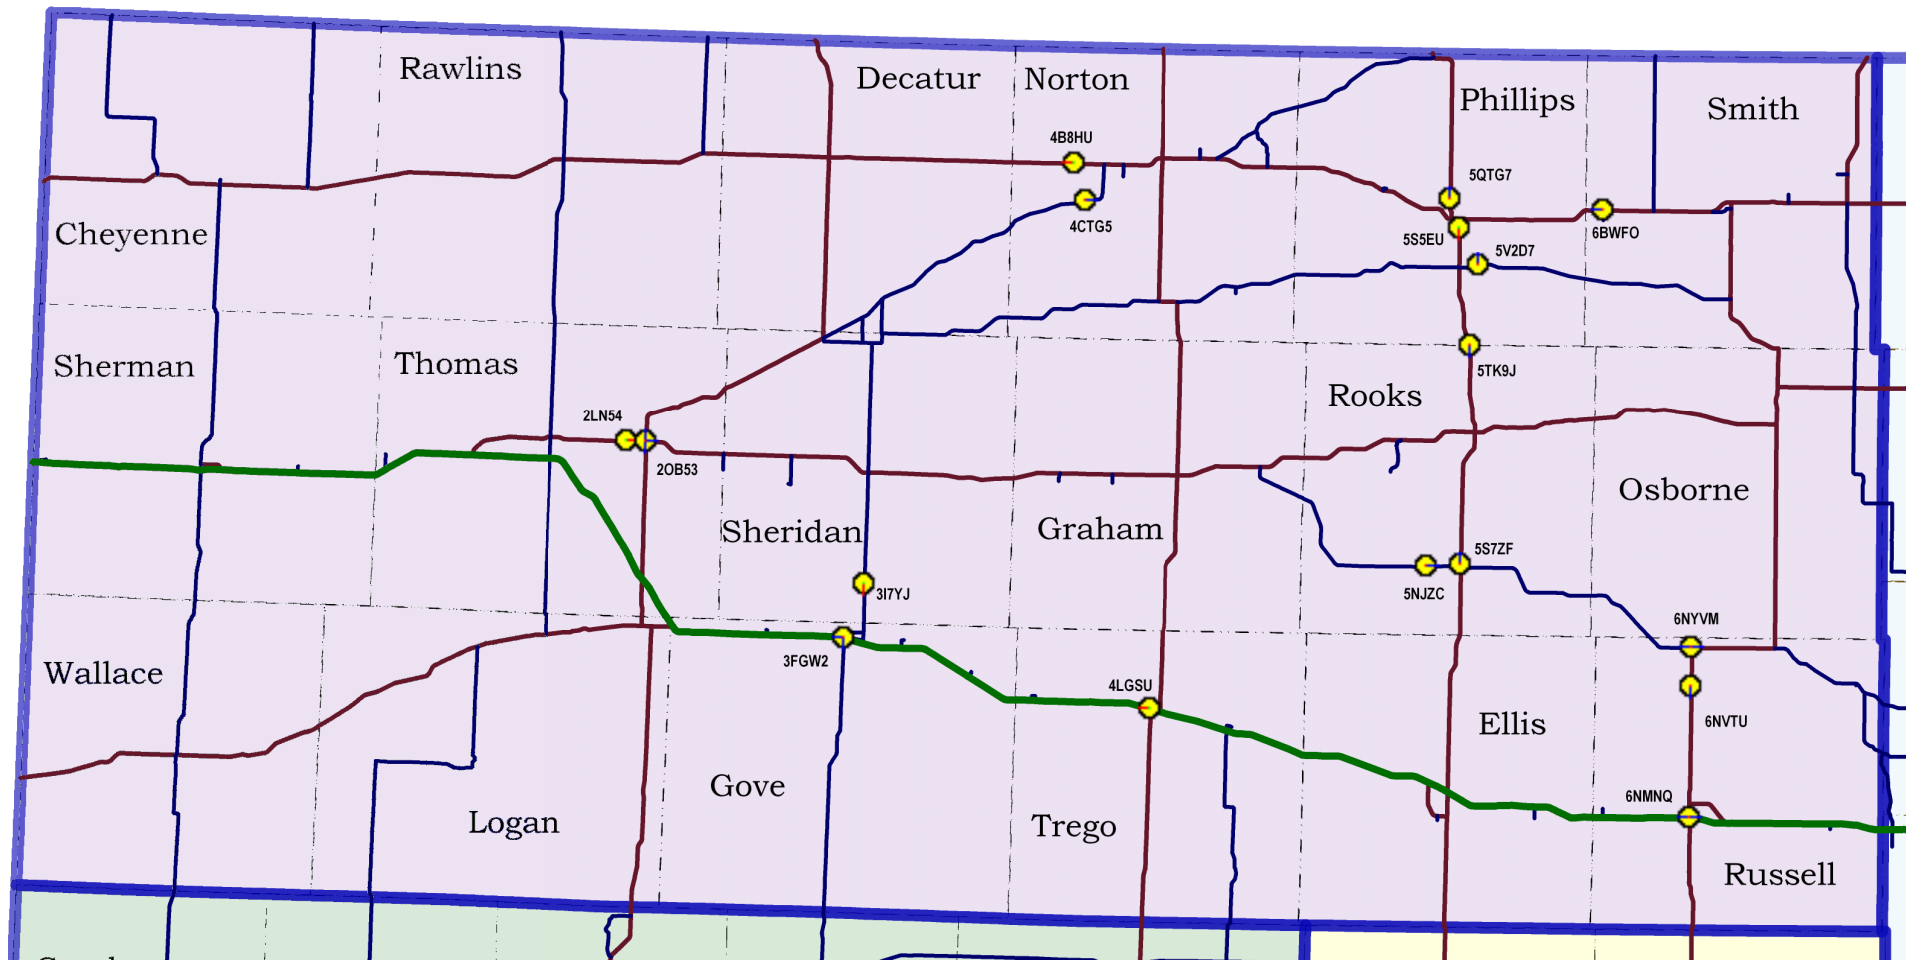 Rawlins
Decatur
Norton
Phillips
Smith
4B8HU
5QTG7
4CTG5
5S5EU
6BWFO
5V2D7
Cheyenne
Sherman
Thomas
5TK9J
Rooks
2LN54
2OB53
Osborne
Sheridan
Graham
5S7ZF
3I7YJ
5NJZC
6NYVM
Wallace
3FGW2
4LGSU
Ellis
6NVTU
Gove
6NMNQ
Logan
Trego
Russell